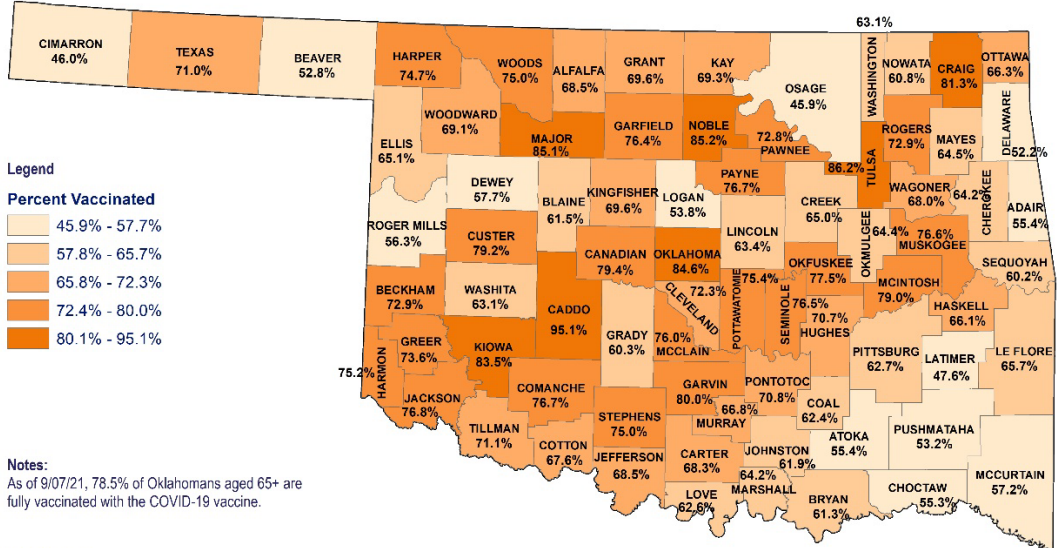 63.1%
CIMARRON
46.0%
TEXAS
71.0%
BEAVER
52.8%
HARPER
74.7%
WOODS
75.0%
ALFALFA
68.5%
GRANT
69.6%
KAY
69.3%
OSAGE
45.9%
WASHINGTON
NOWATA
60.8%
CRAIG
81.3%
OTTAWA
66.3%
WOODWARD
69.1%
MAJOR
85.1%
GARFIELD
76.4%
NOBLE
85.2%
72.8%
PAWNEE
ROGERS
72.9%
MAYES
64.5%
DELAWARE
52.2%
ELLIS
65.1%
86.2%
TULSA
DEWEY
57.7%
BLAINE
61.5%
KINGFISHER
69.6%
LOGAN
53.8%
PAYNE
76.7%
CREEK
65.0%
WAGONER
68.0%
64.2%
CHEROKEE
ADAIR
55.4%
ROGER MILLS
56.3%
CUSTER
79.2%
CANADIAN
79.4%
OKLAHOMA
84.6%
LINCOLN
63.4%
OKMULGEE
64.4%
76.6%
MUSKOGEE
SEQUOYAH
60.2%
BECKHAM
72.9%
WASHITA
63.1%
CADDO
95.1%
GRADY
60.3%
72.3%
CLEVELAND
75.4%
POTTAWATOMIE
SEMINOLE
76.5%
OKFUSKEE
77.5%
70.7%
HUGHES
MCINTOSH
79.0%
HASKELL
66.1%
GREER
73.6%
KIOWA
83.5%
76.0%
MCCLAIN
PITTSBURG
62.7%
LATIMER
47.6%
LE FLORE
65.7%
75.2%
HARMON
JACKSON
76.8%
COMANCHE
76.7%
GARVIN
80.0%
PONTOTOC
70.8%
COAL
62.4%
TILLMAN
71.1%
COTTON
67.6%
STEPHENS
75.0%
66.8%
MURRAY
ATOKA
55.4%
PUSHMATAHA
53.2%
JEFFERSON
68.5%
CARTER
68.3%
JOHNSTON
61.9%
MCCURTAIN
57.2%
LOVE
62.6%
64.2%
MARSHALL
BRYAN
61.3%
CHOCTAW
55.3%
Legend
Percent Vaccinated
45.9% - 57.7%
57.8% - 65.7%
65.8% - 72.3%
72.4% - 80.0%
80.1% - 95.1%
Notes:
As of 9/07/21, 78.5% of Oklahomans aged 65+ are
fully vaccinated with the COVID-19 vaccine.